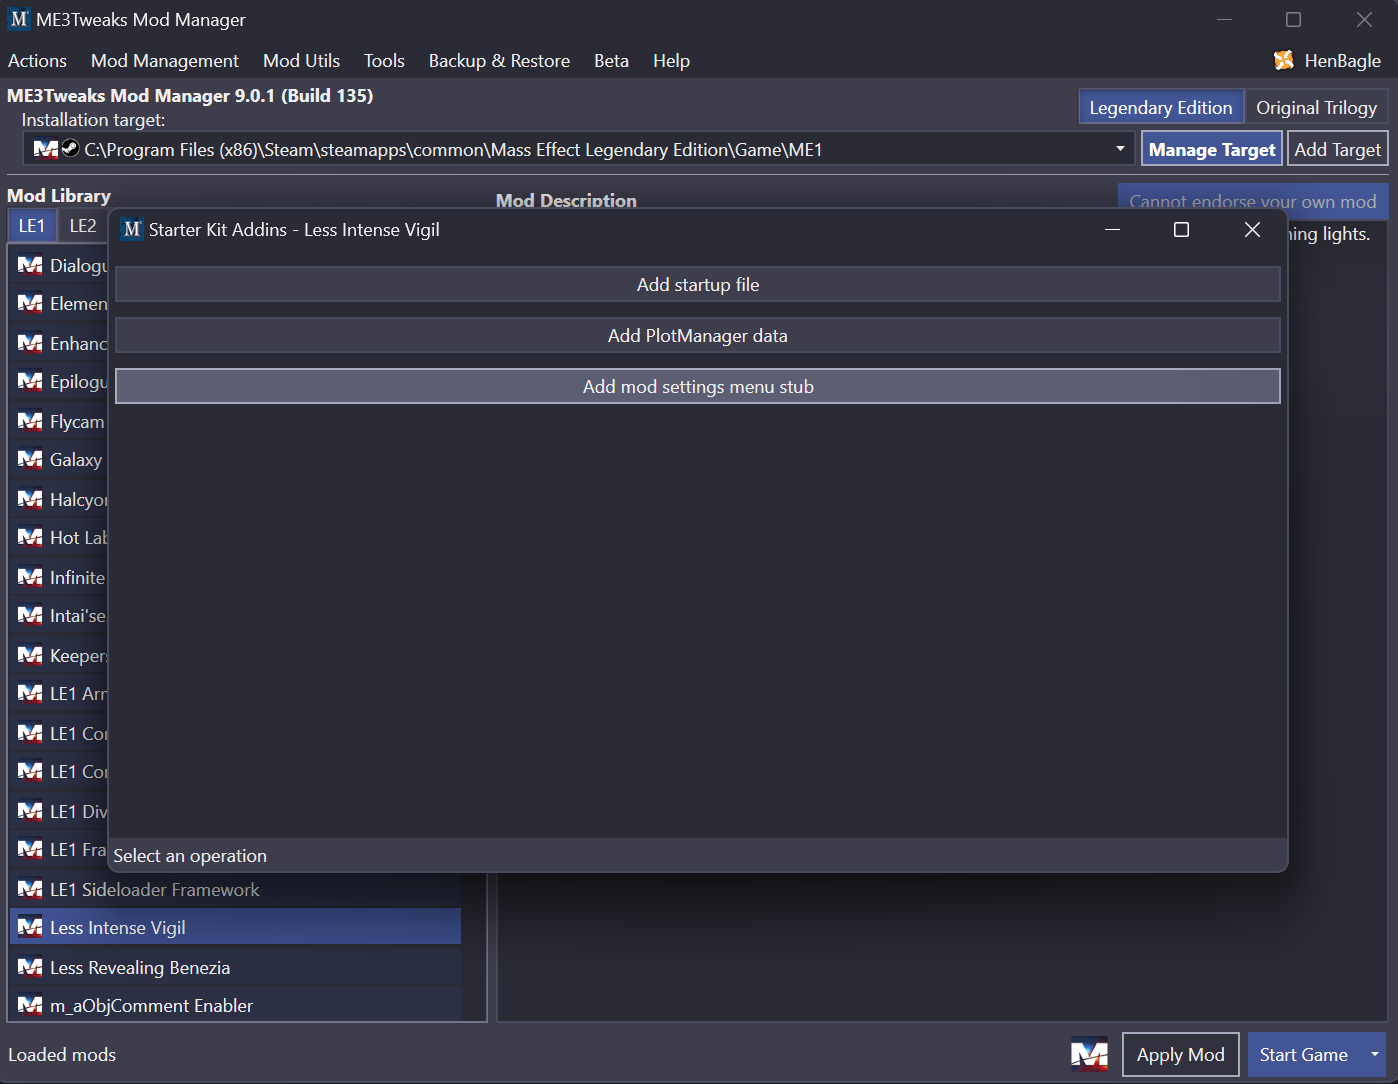 ME3Tweaks Mod Manager
Actions Mod Management Mod Utils Tools Backup & Restore Beta Help HenBagle
ME3Tweaks Mod Manager 9.0.1 (Build 135)
Legendary Edition Original Trilogy
Installation target:
C:\Program Files (x86)\Steam\steamapps\common\Mass Effect Legendary Edition\Game\ME1
Manage Target Add Target
Mod Library
Mod Description
Cannot endorse your own mod
LE1 LE2
Starter Kit Addins - Less Intense Vigil
lights.
Add startup file
Add PlotManager data
Add mod settings menu stub
Dialogu
Elemen
Enhanc
Epilogu
Flycam
Galaxy
Halcyo
Hot Lab
Infinite
Intai'se
Keeper
LE1 Arr
LE1 Co
LE1 Co
LE1 Div
LE1 Fra
Select an operation
LE1 Sideloader Framework
Less Intense Vigil
Less Revealing Benezia
m_aObjComment Enabler
Loaded mods
Apply Mod Start Game